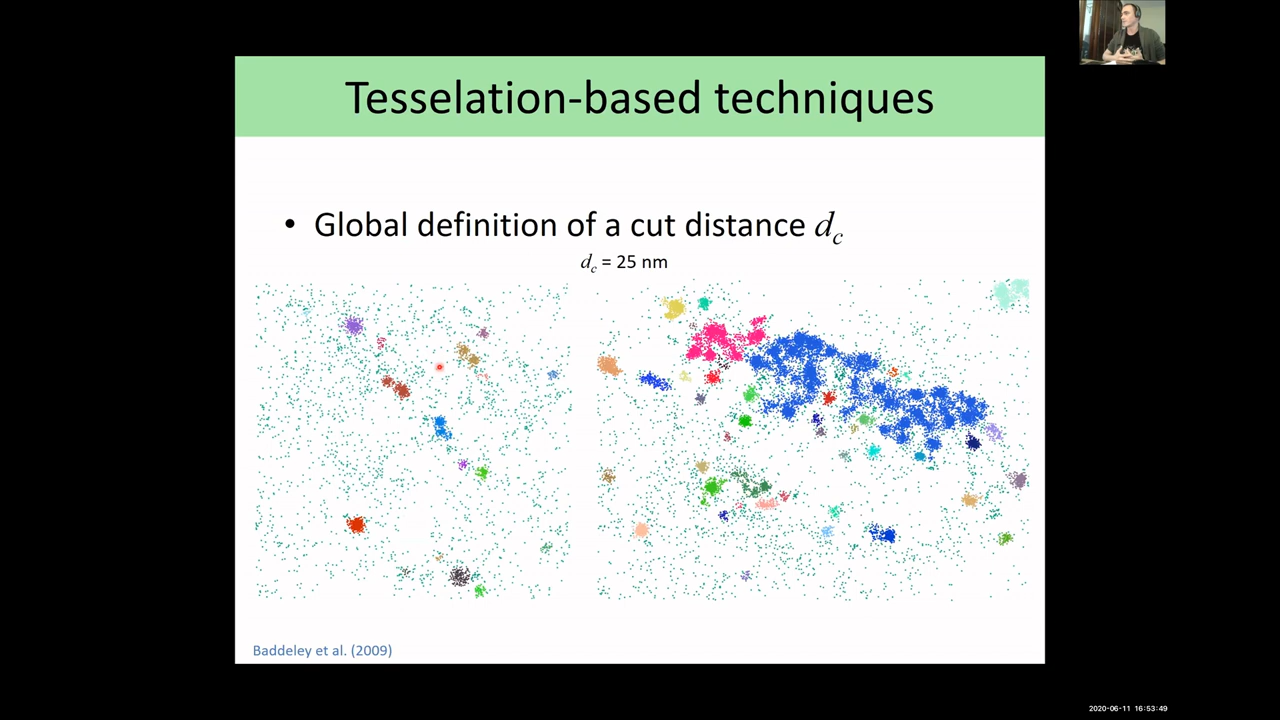 Tesselation-based techniques
• Global definition of a cut distance d_c
d_c = 25 nm
Baddeley et al. (2009)
2020-06-11 16:53:49